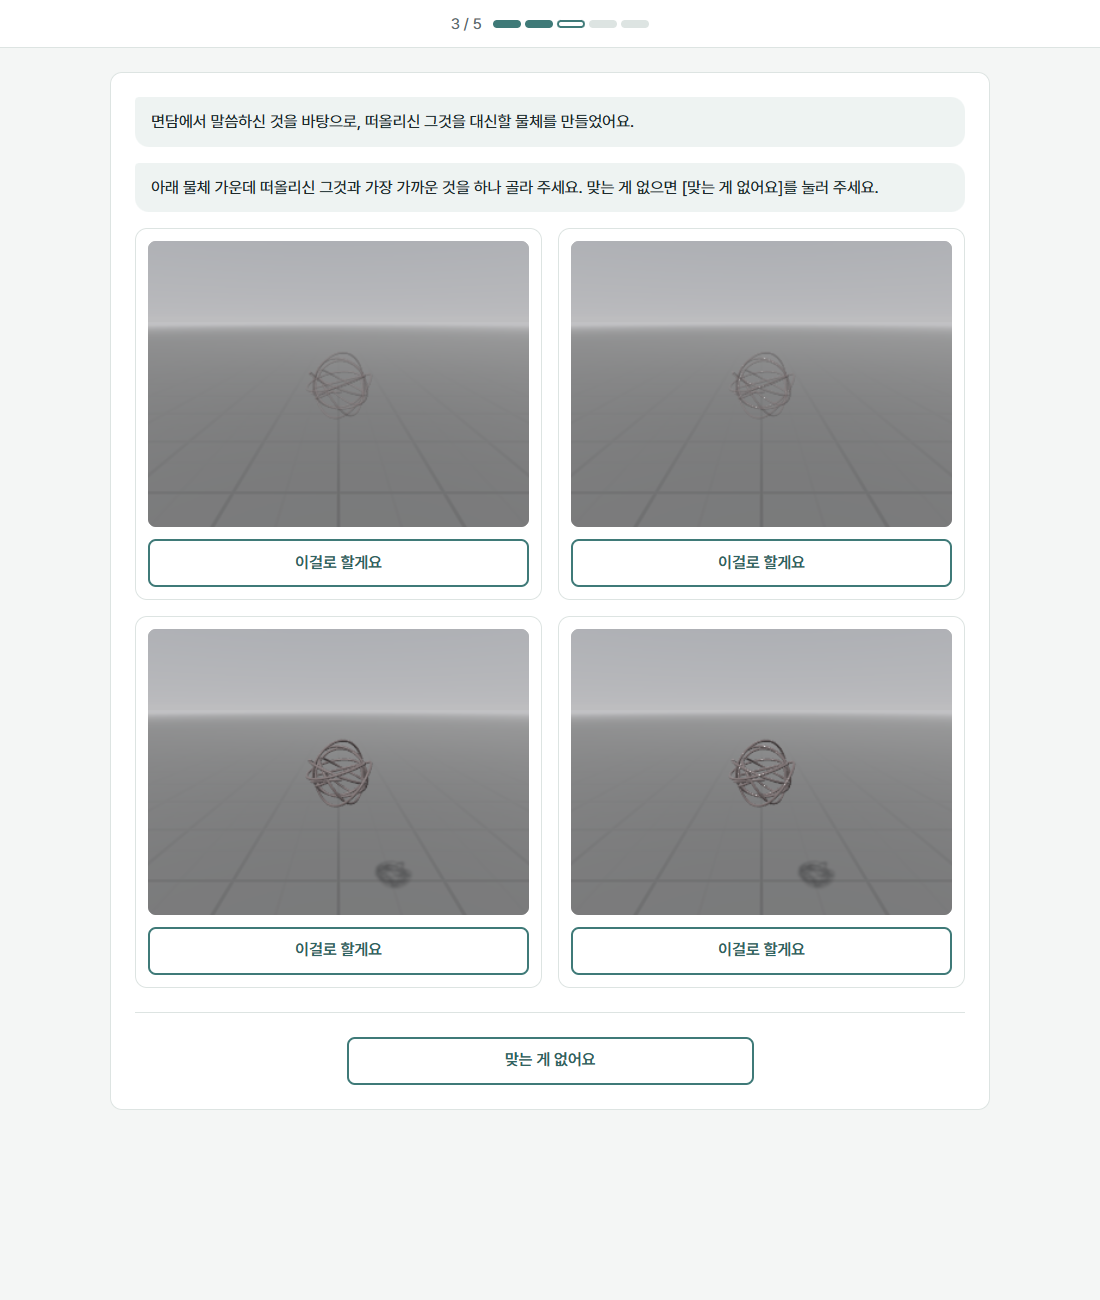 3 / 5
면담에서 말씀하신 것을 바탕으로, 떠올리신 그것을 대신할 물체를 만들었어요.
아래 물체 가운데 떠올리신 그것과 가장 가까운 것을 하나 골라 주세요. 맞는 게 없으면 [맞는 게 없어요]를 눌러 주세요.
이걸로 할게요
이걸로 할게요
이걸로 할게요
이걸로 할게요
맞는 게 없어요